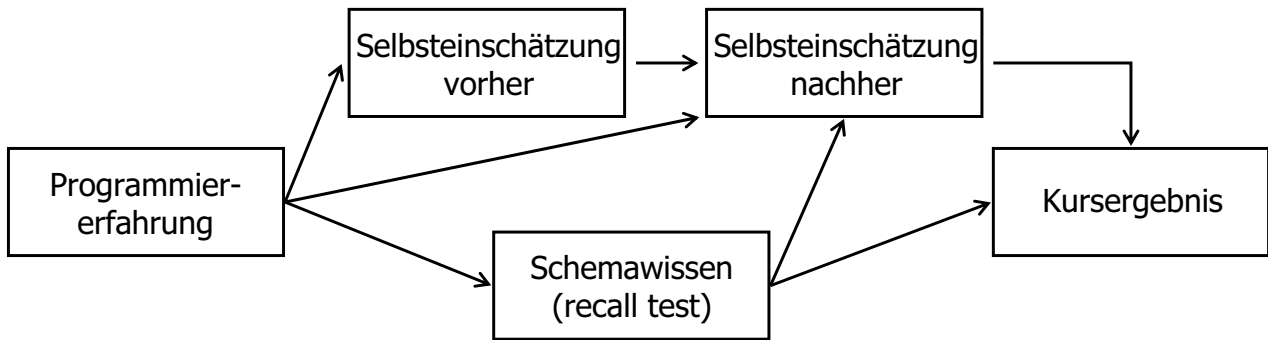 Selbsteinschätzung
vorher
Selbsteinschätzung
nachher
Programmier-
erfahrung
Kursergebnis
Schemawissen
(recall test)